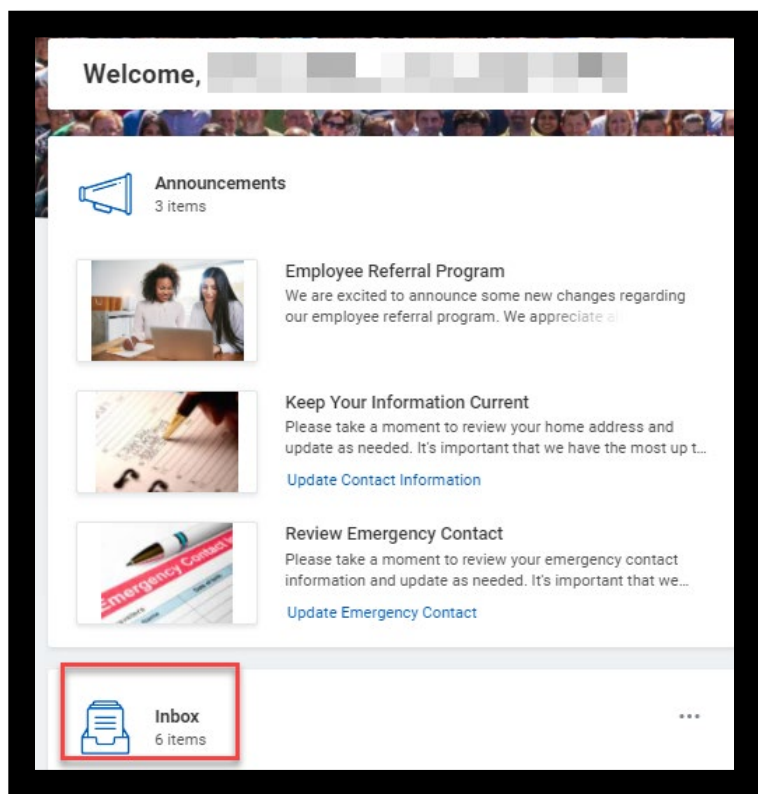 Welcome,
Announcements
3 items
Employee Referral Program
We are excited to announce some new changes regarding
our employee referral program. We appreciate
Keep Your Information Current
Please take a moment to review your home address and
update as needed. It's important that we have the most up t...
Update Contact Information
Emergency Contact
Review Emergency Contact
Please take a moment to review your emergency contact
information and update as needed. It's important that we...
Update Emergency Contact
Inbox
6 items